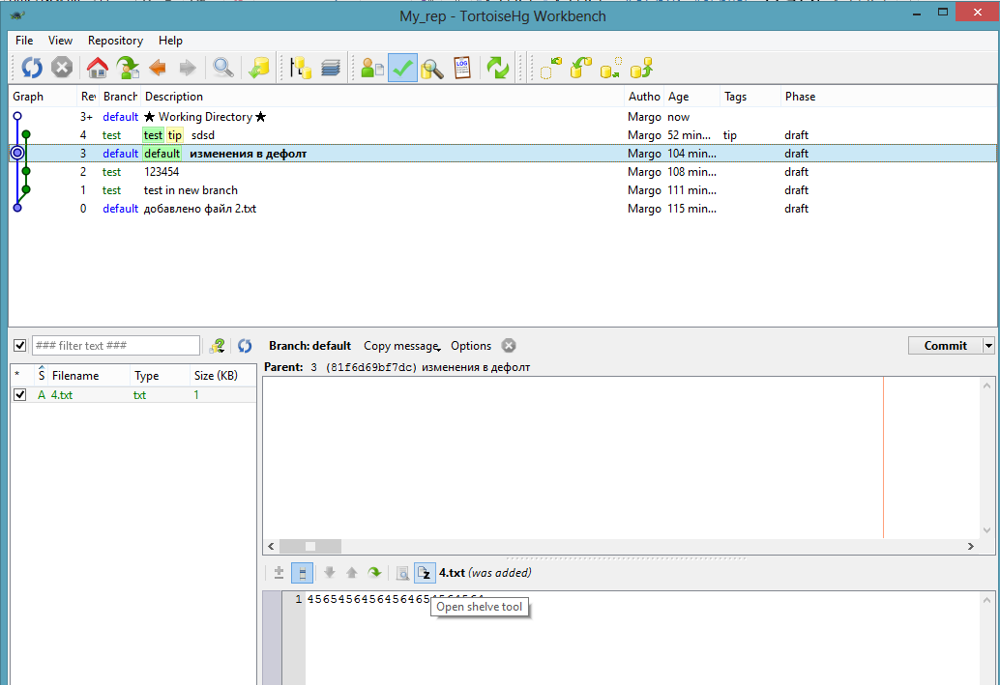 My_rep - TortoiseHg Workbench
File View Repository Help
LOG
Graph Rev Branch Description Autho Age Tags Phase
3+ default ★ Working Directory ★ Margo now
4 test test tip sdsd Margo 52 min... tip draft
3 default default изменения в дефолт Margo 104 min... draft
2 test 123454 Margo 108 min... draft
1 test test in new branch Margo 111 min... draft
0 default добавлено файл 2.txt Margo 115 min... draft
### filter text ### Branch: default Copy message Options Commit
Parent: 3 (81f6d69bf7dc) изменения в дефолт
* S Filename Type Size (KB)
A 4.txt txt 1
4.txt (was added)
1
Open shelve tool